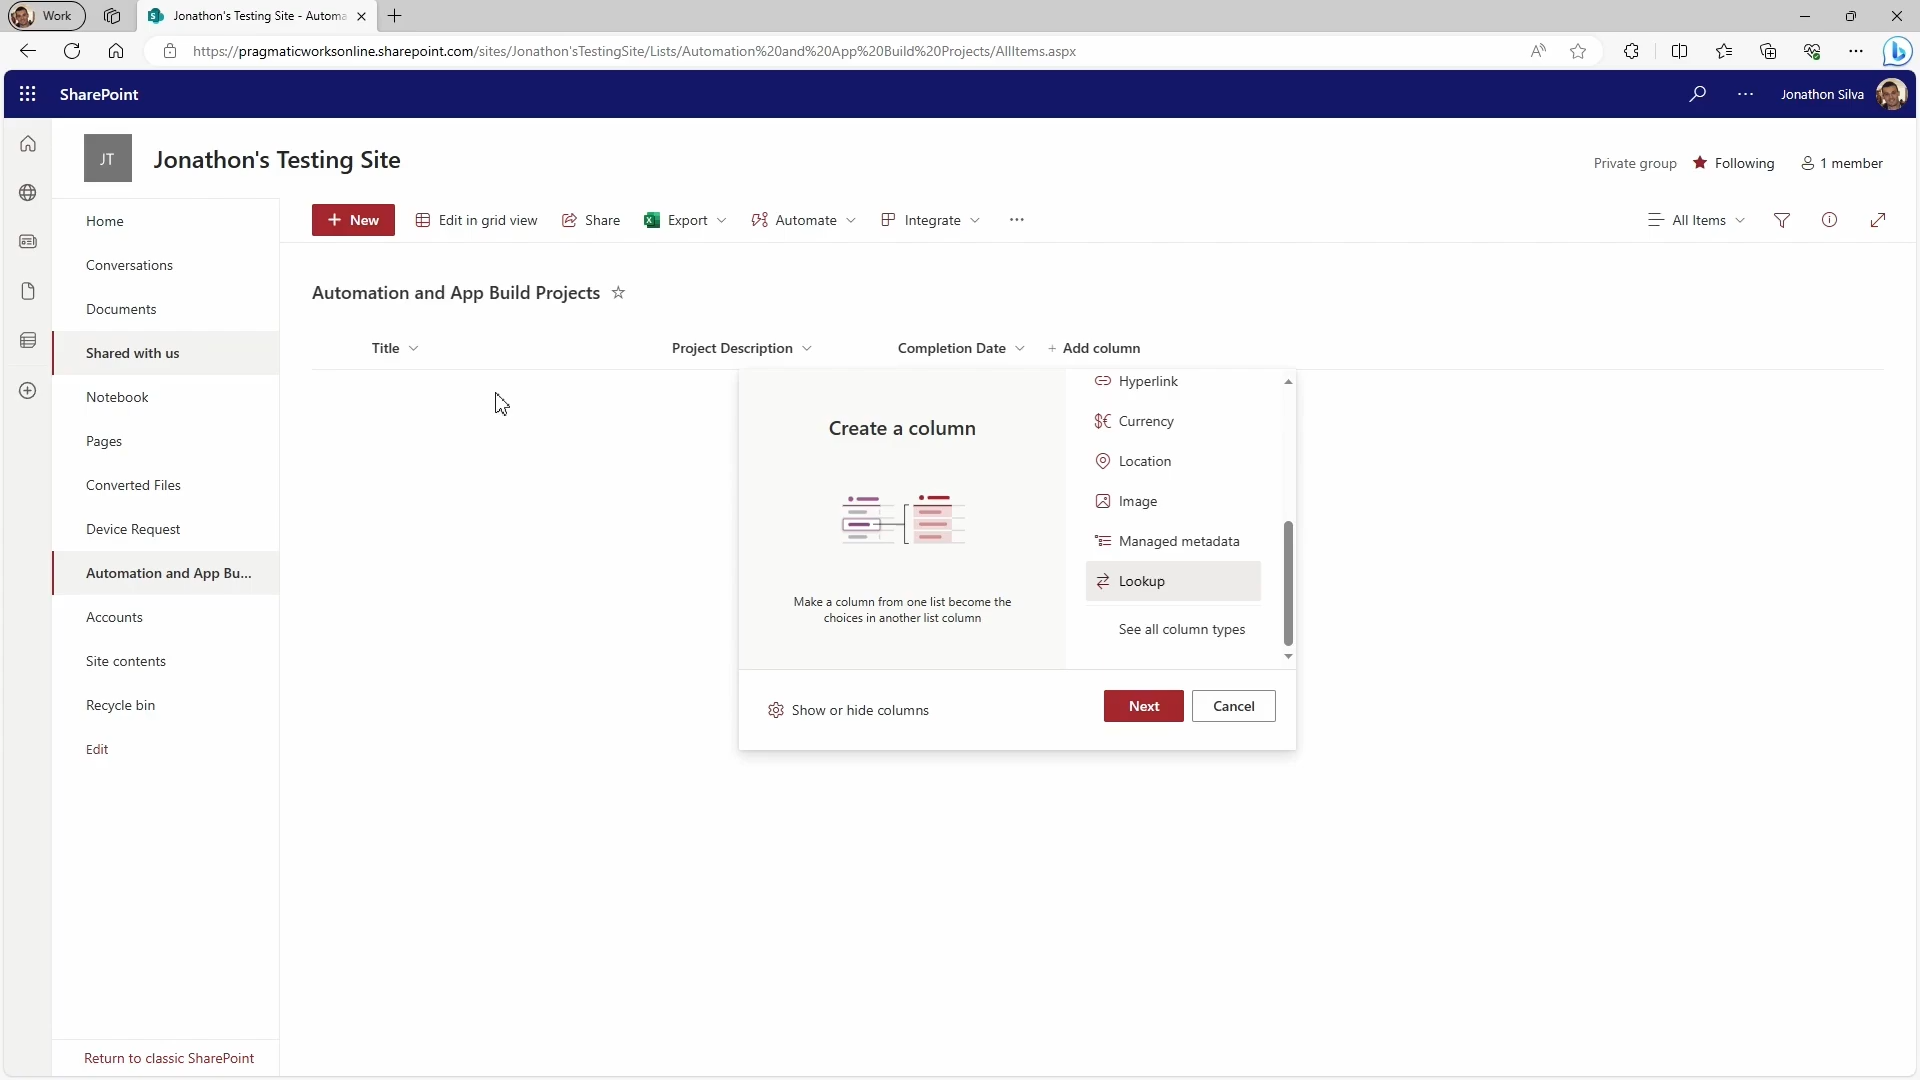 Work
Jonathon's Testing Site - Automa
https://pragmaticworksonline.sharepoint.com/sites/Jonathon'sTestingSite/Lists/Automation%20and%20App%20Build%20Projects/AllItems.aspx
SharePoint
Jonathon Silva
JT
Jonathon's Testing Site
Private group
Following
1 member
Home
Conversations
Documents
Shared with us
Notebook
Pages
Converted Files
Device Request
Automation and App Bu...
Accounts
Site contents
Recycle bin
Edit
Return to classic SharePoint
+ New
Edit in grid view
Share
Export
Automate
Integrate
All Items
Automation and App Build Projects
Title
Project Description
Completion Date
+ Add column
Create a column
Make a column from one list become the
choices in another list column
Hyperlink
Currency
Location
Image
Managed metadata
Lookup
See all column types
Show or hide columns
Next
Cancel